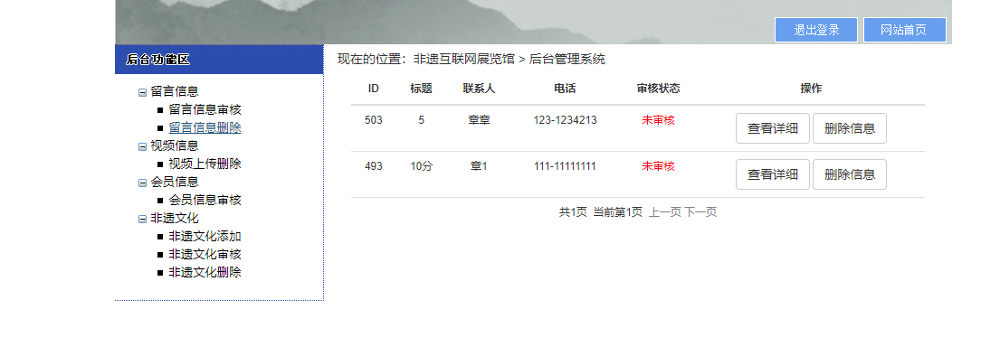 退出登录 网站首页
后台功能区
现在的位置：非遗互联网展览馆 > 后台管理系统
留言信息
留言信息审核
留言信息删除
视频信息
视频上传删除
会员信息
会员信息审核
非遗文化
非遗文化添加
非遗文化审核
非遗文化删除
ID 标题 联系人 电话 审核状态 操作
503 5 章章 123-1234213 未审核 查看详细 删除信息
493 10分 章1 111-11111111 未审核 查看详细 删除信息
共1页 当前第1页 上一页 下一页